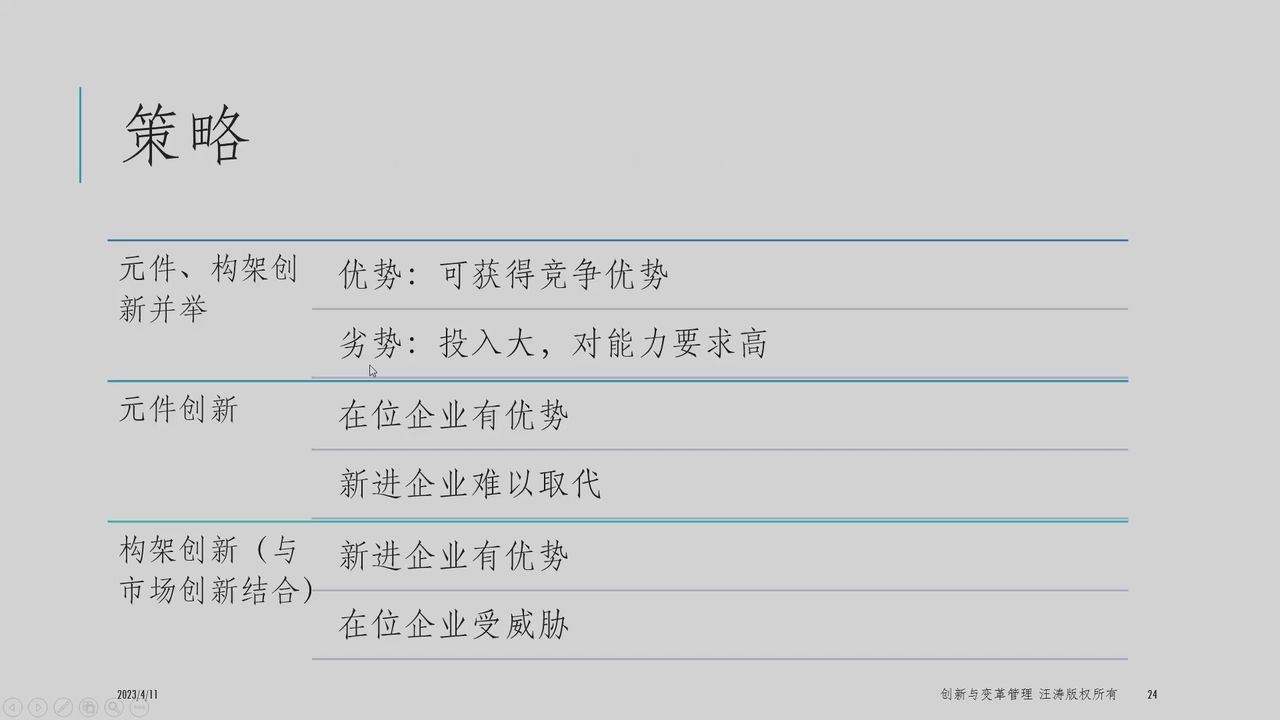 策略
元件、构架创
新并举
优势：可获得竞争优势
劣势：投入大，对能力要求高
元件创新
在位企业有优势
新进企业难以取代
构架创新（与
市场创新结合）
新进企业有优势
在位企业受威胁
2023/4/11
创新与变革管理 汪涛版权所有
24